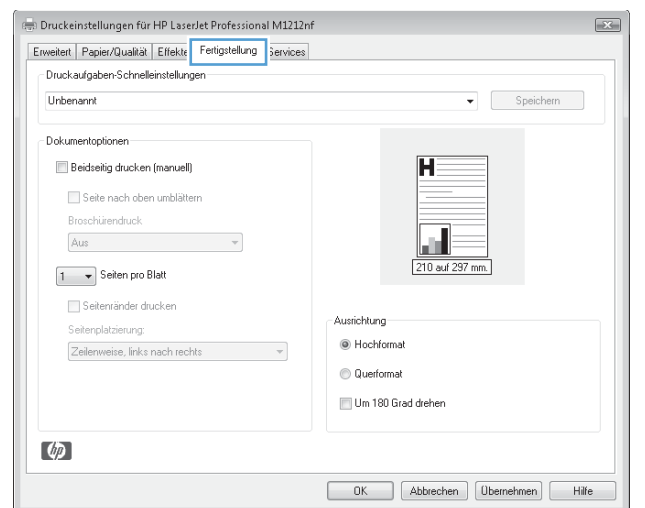 Druckeinstellungen für HP LaserJet Professional M1212nf
Erweitert Papier/Qualität Effekte Fertigstellung Services
Druckaufgaben-Schnelleinstellungen
Unbenannt
Speichern
Dokumentoptionen
Beidseitig drucken (manuell)
Seite nach oben umblättern
Broschürendruck
Aus
1 Seiten pro Blatt
Seitenränder drucken
Seitenplatzierung:
Zeilenweise, links nach rechts
H
210 auf 297 mm.
Ausrichtung
Hochformat
Querformat
Um 180 Grad drehen
hp
OK Abbrechen Übernehmen Hilfe